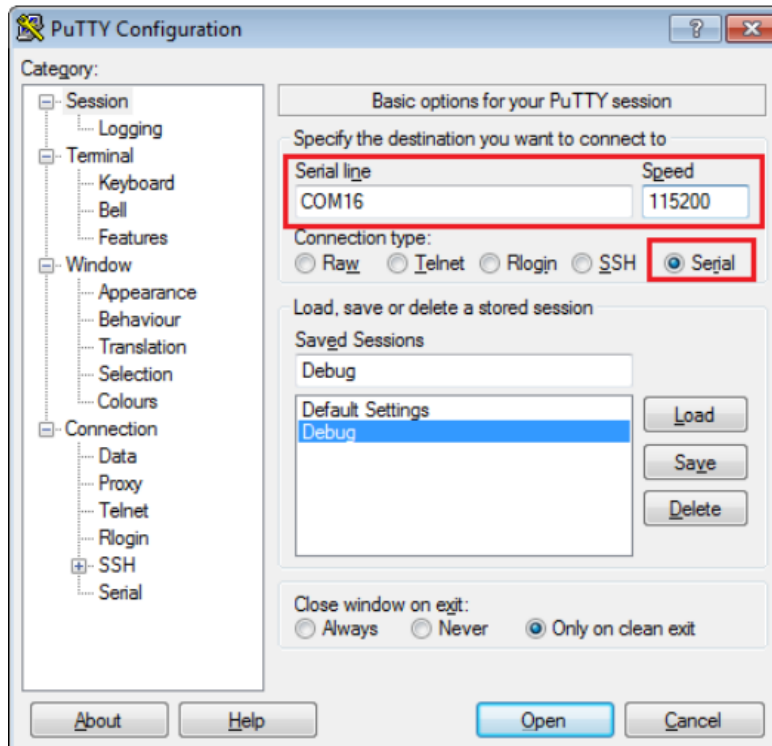 PuTTY Configuration
Category:
Session
Logging
Terminal
Keyboard
Bell
Features
Window
Appearance
Behaviour
Translation
Selection
Colours
Connection
Data
Proxy
Telnet
Rlogin
SSH
Serial
Basic options for your PuTTY session
Specify the destination you want to connect to
Serial line Speed
COM16 115200
Connection type:
Raw Telnet Rlogin SSH Serial
Load, save or delete a stored session
Saved Sessions
Debug
Default Settings
Debug
Load
Save
Delete
Close window on exit:
Always Never Only on clean exit
About Help Open Cancel